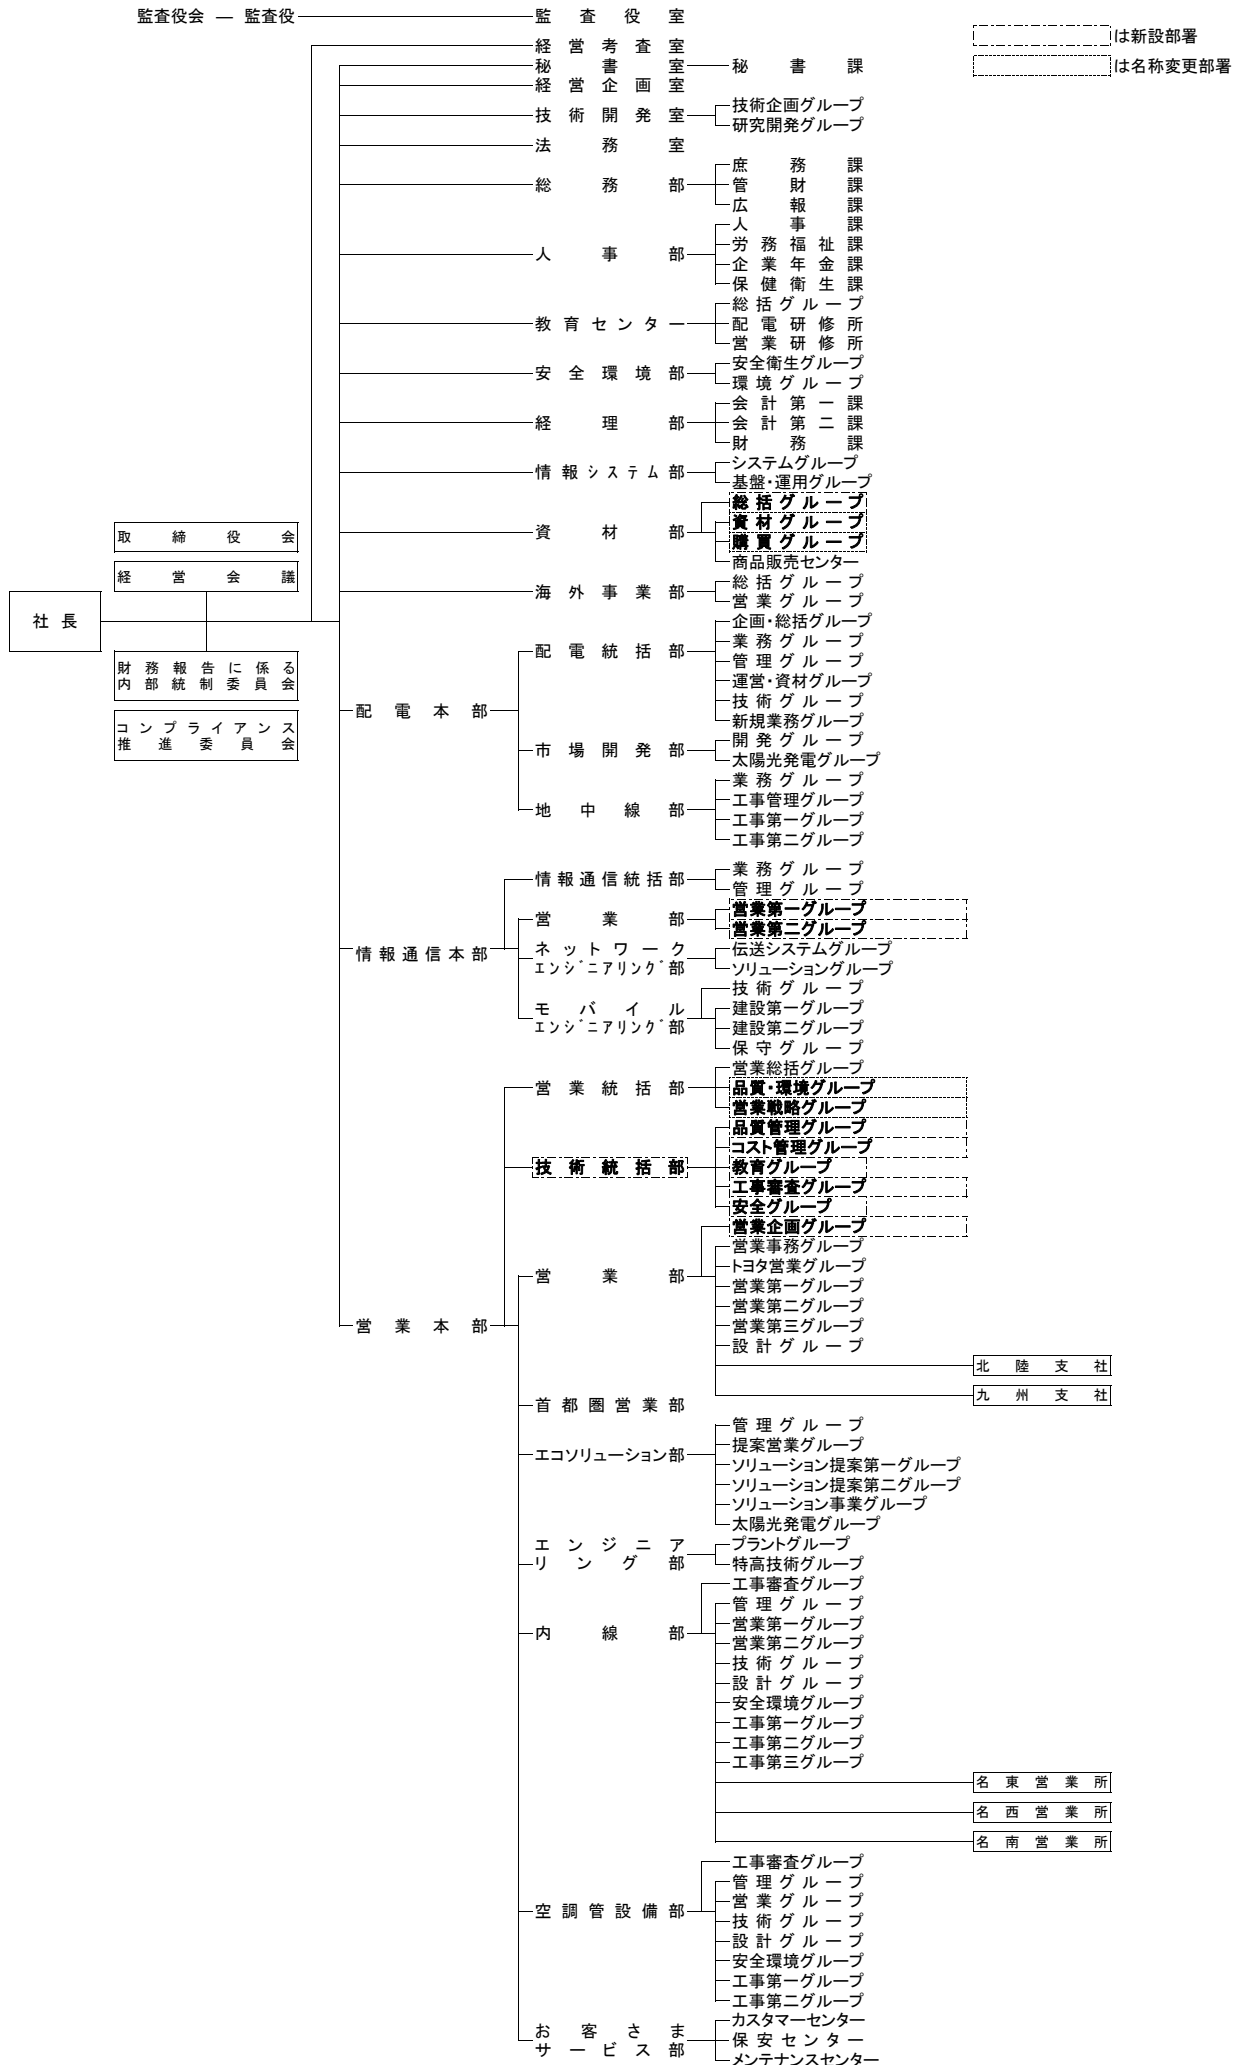 監査役会 ― 監査役
監査役室
経営考査室
は新設部署
秘書室
秘書課
は名称変更部署
経営企画室
技術開発室
技術企画グループ
研究開発グループ
法務室
総務部
庶務課
管財課
広報課
人事部
人事課
労務福祉課
企業年金課
保健衛生課
教育センター
総括グループ
配電研修所
営業研修所
安全環境部
安全衛生グループ
環境グループ
経理部
会計第一課
会計第二課
財務課
情報システム部
システムグループ
基盤・運用グループ
資材部
総括グループ
資材グループ
購買グループ
商品販売センター
取締役会
経営会議
社長
財務報告に係る
内部統制委員会
コンプライアンス
推進委員会
海外事業部
総括グループ
営業グループ
配電本部
配電統括部
企画・総括グループ
業務グループ
管理グループ
運営・資材グループ
技術グループ
新規業務グループ
市場開発部
開発グループ
太陽光発電グループ
地中線部
業務グループ
工事管理グループ
工事第一グループ
工事第二グループ
情報通信本部
情報通信統括部
業務グループ
管理グループ
営業部
営業第一グループ
営業第二グループ
ネットワーク
エンジニアリング部
伝送システムグループ
ソリューショングループ
モバイル
エンジニアリング部
技術グループ
建設第一グループ
建設第二グループ
保守グループ
営業本部
営業統括部
営業総括グループ
品質・環境グループ
営業戦略グループ
技術統括部
品質管理グループ
コスト管理グループ
教育グループ
工事審査グループ
安全グループ
営業部
営業企画グループ
営業事務グループ
トヨタ営業グループ
営業第一グループ
営業第二グループ
営業第三グループ
設計グループ
北陸支社
九州支社
首都圏営業部
エコソリューション部
管理グループ
提案営業グループ
ソリューション提案第一グループ
ソリューション提案第二グループ
ソリューション事業グループ
太陽光発電グループ
エンジニア
リング部
プラントグループ
特高技術グループ
内線部
工事審査グループ
管理グループ
営業第一グループ
営業第二グループ
技術グループ
設計グループ
安全環境グループ
工事第一グループ
工事第二グループ
工事第三グループ
名東営業所
名西営業所
名南営業所
空調管設備部
工事審査グループ
管理グループ
営業グループ
技術グループ
設計グループ
安全環境グループ
工事第一グループ
工事第二グループ
お客さま
サービス部
カスタマーセンター
保安センター
メンテナンスセンター